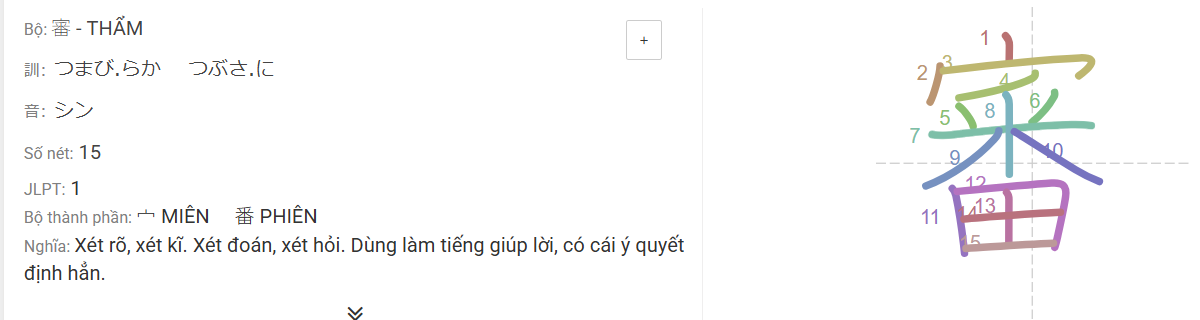 Bộ: 審 - THẨM
+
訓: つまび.らか つぶさ.に
音: シン
Số nét: 15
JLPT: 1
Bộ thành phần: 宀 MIÊN 番 PHIÊN
Nghĩa: Xét rõ, xét kĩ. Xét đoán, xét hỏi. Dùng làm tiếng giúp lời, có cái ý quyết
định hẳn.
審
1
2 3
4
5 6
7 8
9 10
11 12
13
14
15